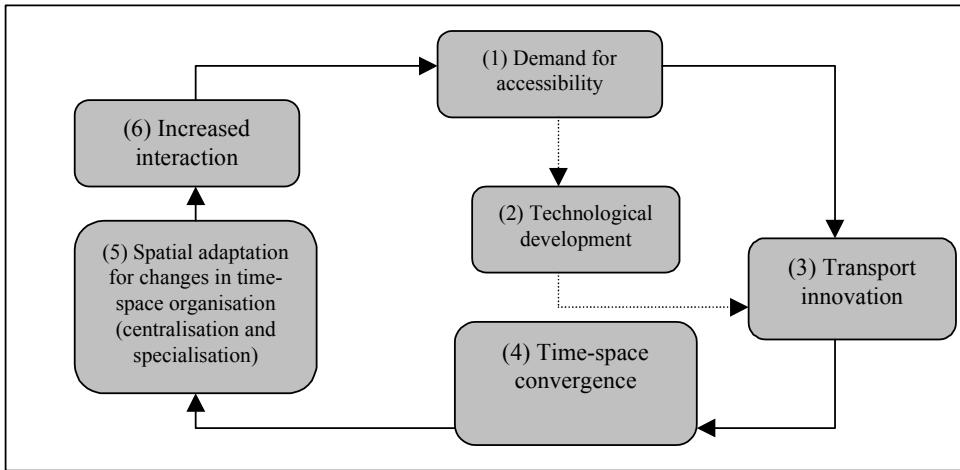 (1) Demand for
accessibility
(2) Technological
development
(3) Transport
innovation
(4) Time-space
convergence
(5) Spatial adaptation
for changes in time-
space organisation
(centralisation and
specialisation)
(6) Increased
interaction